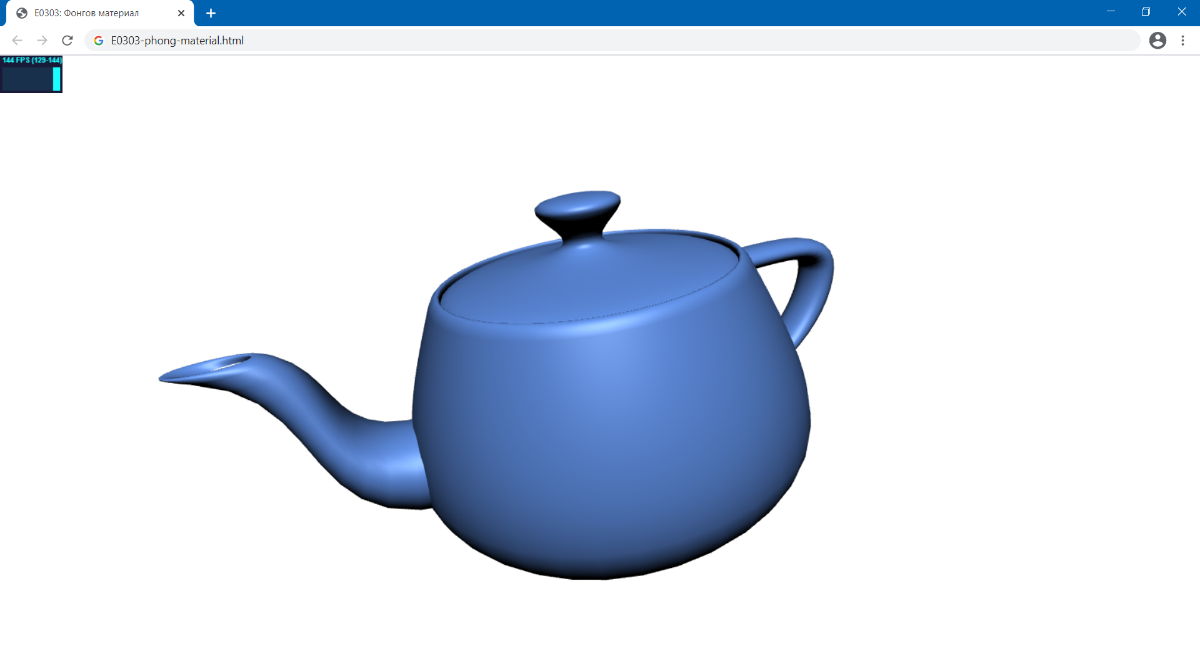 E0303: Фонгов материал
E0303-phong-material.html
144 FPS (129-144)